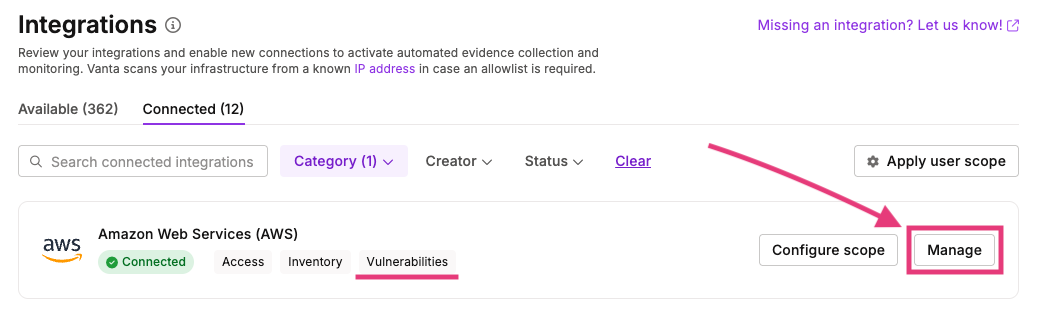 Integrations
Missing an integration? Let us know!
Review your integrations and enable new connections to activate automated evidence collection and
monitoring. Vanta scans your infrastructure from a known IP address in case an allowlist is required.
Available (362)
Connected (12)
Search connected integrations
Category (1)
Creator
Status
Clear
Apply user scope
aws
Amazon Web Services (AWS)
Connected
Access
Inventory
Vulnerabilities
Configure scope
Manage